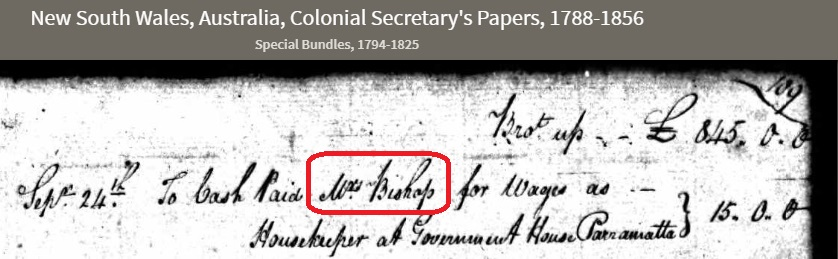 New South Wales, Australia, Colonial Secretary's Papers, 1788-1856
Special Bundles, 1794-1825
109
Brot up - - £ 845. 0. 0
Sepr 24th. To Cash Paid Mrs Bishop for Wages as - 
Housekeeper at Government House Parramatta } 15. 0. 0